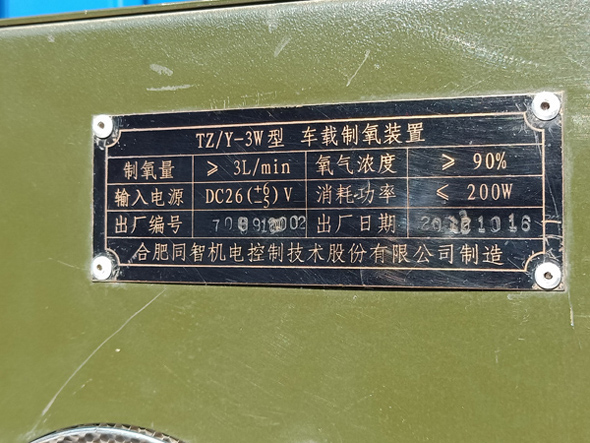 TZ/Y-3W型 车载制氧装置
制氧量 ≥ 3L/min 氧气浓度 ≥ 90%
输入电源 DC26(+6-5)V 消耗功率 ≤ 200W
出厂编号 出厂日期
合肥同智机电控制技术股份有限公司制造